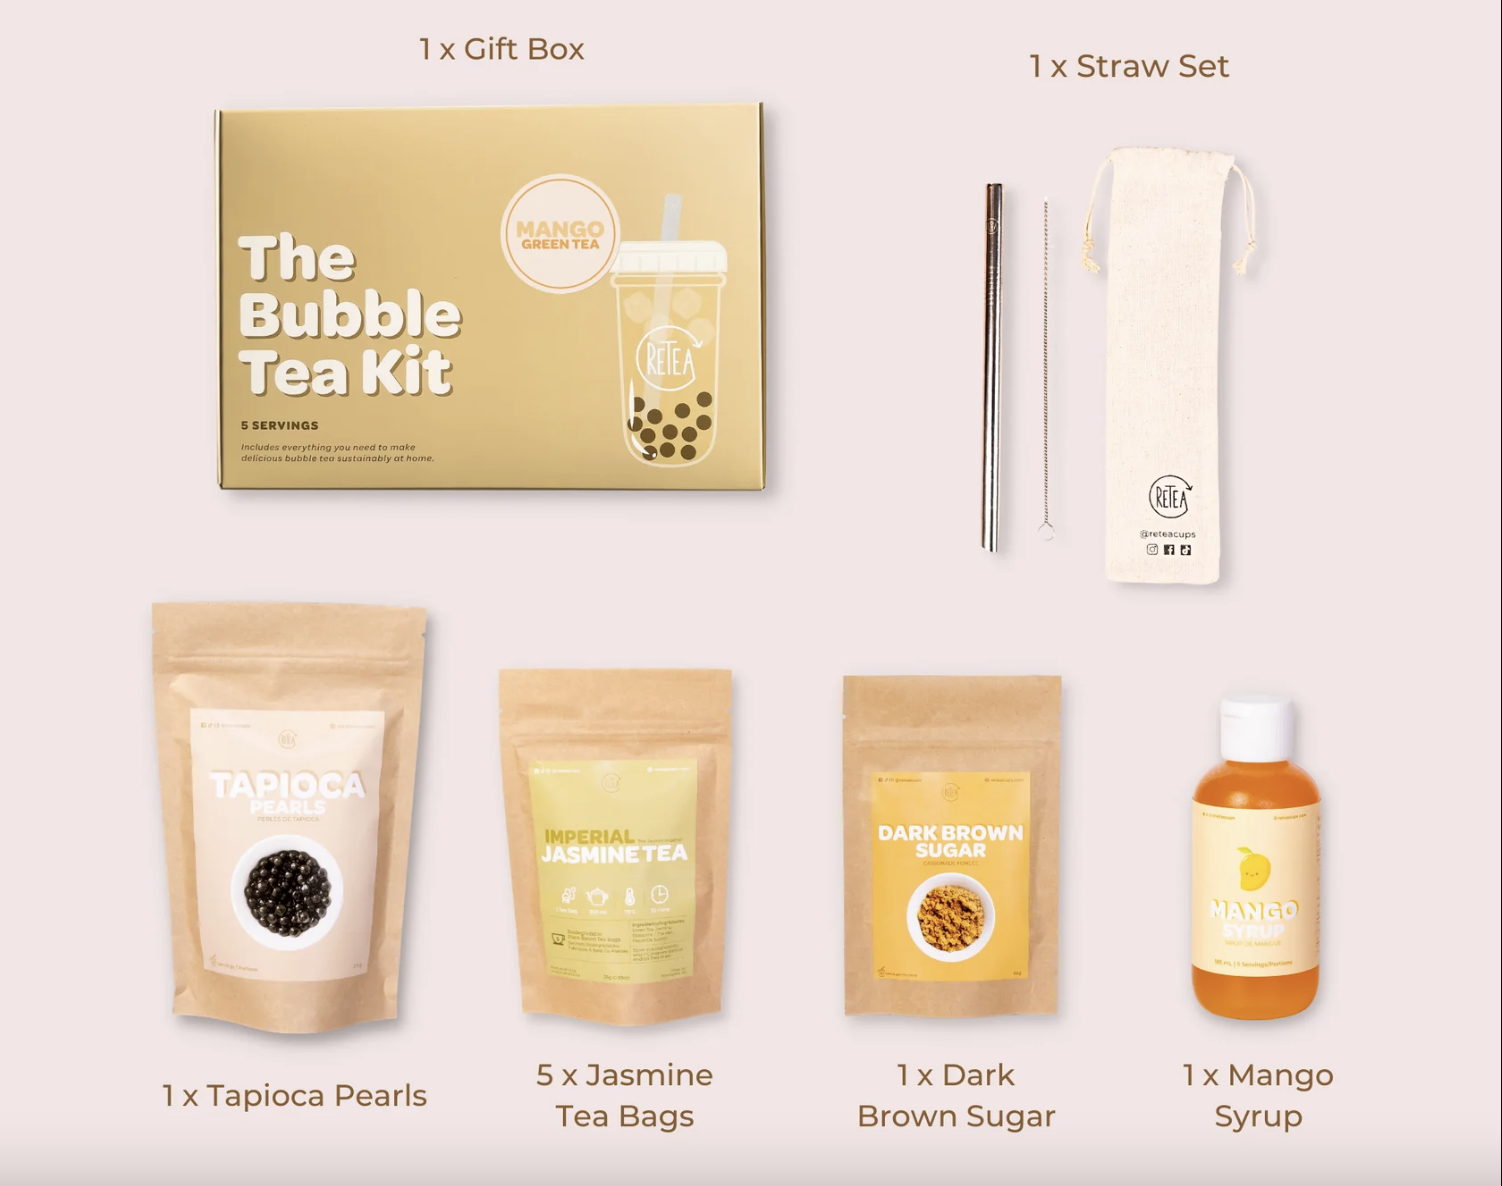 1 x Gift Box
1 x Straw Set
MANGO
GREEN TEA
The
Bubble
Tea Kit
RETEA
5 SERVINGS
Includes everything you need to make
delicious bubble tea sustainably at home.
RETEA
@reteacups
TAPIOCA
PEARLS
PERLES DE TAPIOCA
IMPERIAL
JASMINE TEA
DARK BROWN
SUGAR
MANGO
SYRUP
SIROP DE MANGUE
1 x Tapioca Pearls
5 x Jasmine
Tea Bags
1 x Dark
Brown Sugar
1 x Mango
Syrup